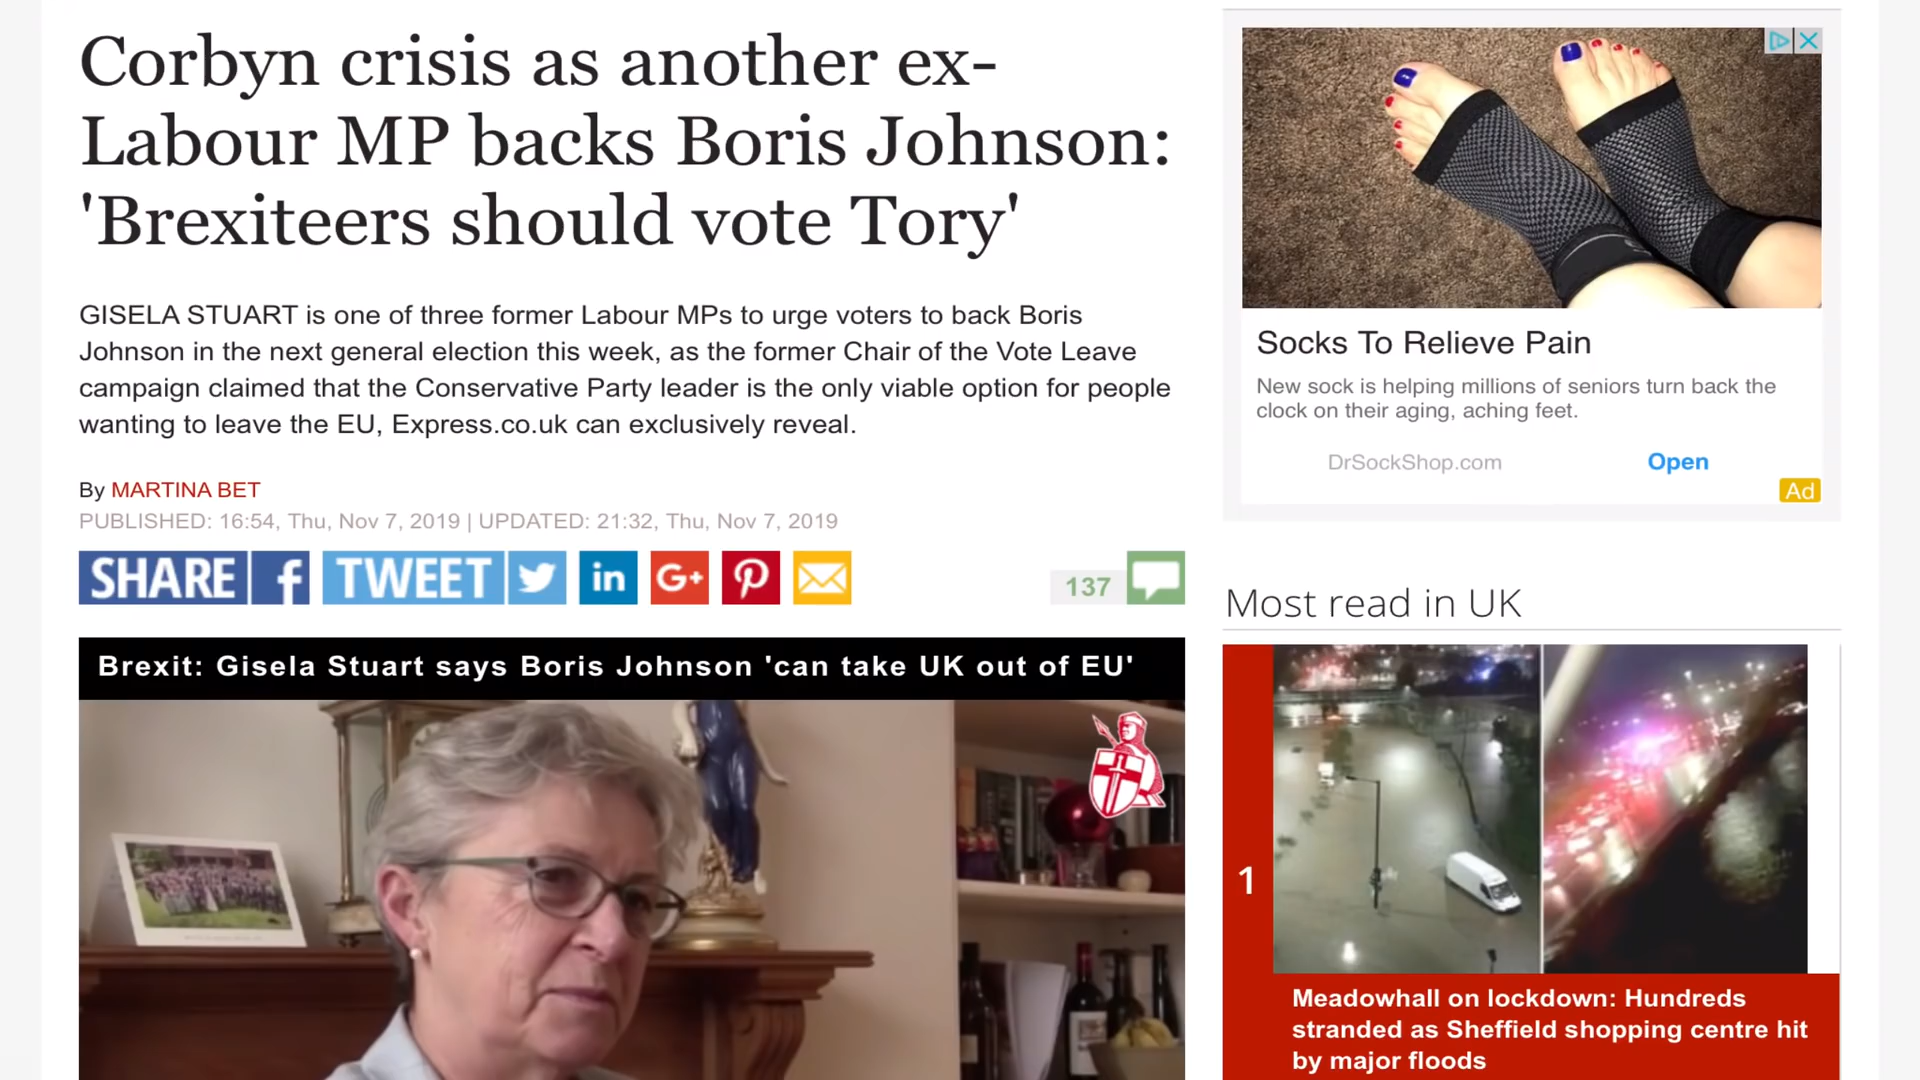 Corbyn crisis as another ex-
Labour MP backs Boris Johnson:
'Brexiteers should vote Tory'
GISELA STUART is one of three former Labour MPs to urge voters to back Boris
Johnson in the next general election this week, as the former Chair of the Vote Leave
campaign claimed that the Conservative Party leader is the only viable option for people
wanting to leave the EU, Express.co.uk can exclusively reveal.
By MARTINA BET
PUBLISHED: 16:54, Thu, Nov 7, 2019 | UPDATED: 21:32, Thu, Nov 7, 2019
SHARE f TWEET in G+ 137
Brexit: Gisela Stuart says Boris Johnson 'can take UK out of EU'
Socks To Relieve Pain
New sock is helping millions of seniors turn back the
clock on their aging, aching feet.
DrSockShop.com Open
Ad
Most read in UK
1
Meadowhall on lockdown: Hundreds
stranded as Sheffield shopping centre hit
by major floods